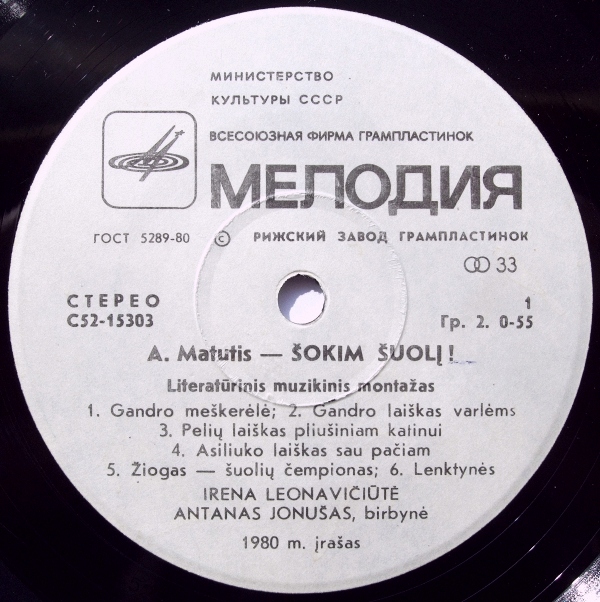 МИНИСТЕРСТВО
КУЛЬТУРЫ СССР
ВСЕСОЮЗНАЯ ФИРМА ГРАМПЛАСТИНОК
МЕЛОДИЯ
ГОСТ 5289-80 © РИЖСКИЙ ЗАВОД ГРАМПЛАСТИНОК
33
СТЕРЕО 1
С52-15303 Гр. 2. 0-55
A. Matutis — ŠOKIM ŠUOLĮ!
Literatūrinis muzikinis montažas
1. Gandro meškerėlė; 2. Gandro laiškas varlėms
3. Pelių laiškas pliušiniam katinui
4. Asiliuko laiškas sau pačiam
5. Žiogas — šuolių čempionas; 6. Lenktynės
IRENA LEONAVIČIŪTĖ
ANTANAS JONUŠAS, birbynė
1980 m. įrašas